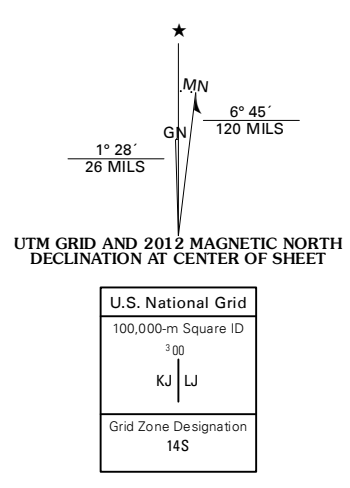 ★
MN
GN
6° 45´
120 MILS
1° 28´
26 MILS
UTM GRID AND 2012 MAGNETIC NORTH
DECLINATION AT CENTER OF SHEET
U.S. National Grid
100,000-m Square ID
³00
KJ LJ
Grid Zone Designation
14S